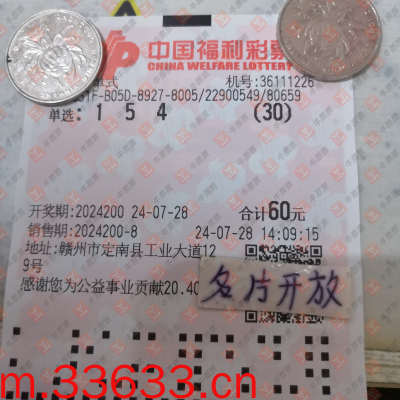 中国福利彩票
CHINA WELFARE LOTTERY
单式
机号:36111226
1F-B05D-8927-8005/22900549/80659
单选: 1 5 4 (30)
开奖期:2024200 24-07-28 合计60元
销售期:2024200-8 24-07-28 14:09:15
地址:赣州市定南县工业大道12
9号
感谢您为公益事业贡献20.40
名片开放
m.33633.cn